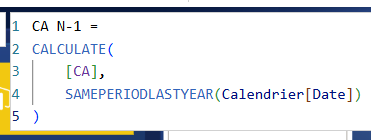 1 CA N-1 =
2 CALCULATE(
3 [CA],
4 SAMEPERIODLASTYEAR(Calendrier[Date])
5 )